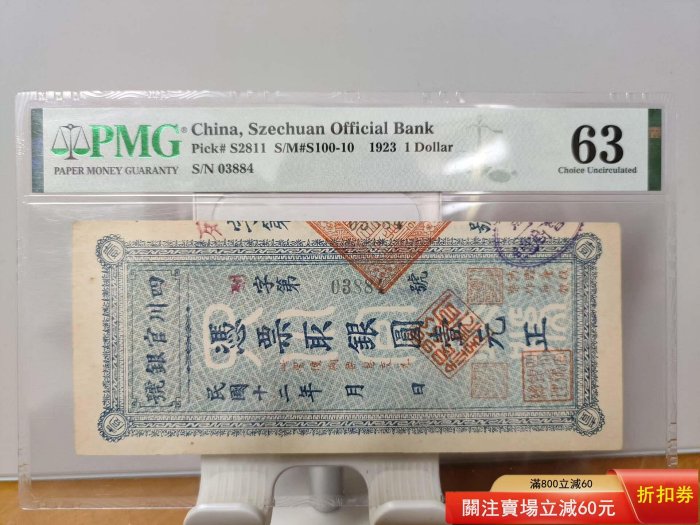 PMG
PAPER MONEY GUARANTY
China, Szechuan Official Bank
Pick# S2811 S/M#S100-10 1923 1 Dollar
S/N 03884
63
Choice Uncirculated
字第 03884 號
憑票取銀圓壹元正
民國十二年 月 日
四川官銀號
滿800立減60
關注賣場立減60元
折扣券